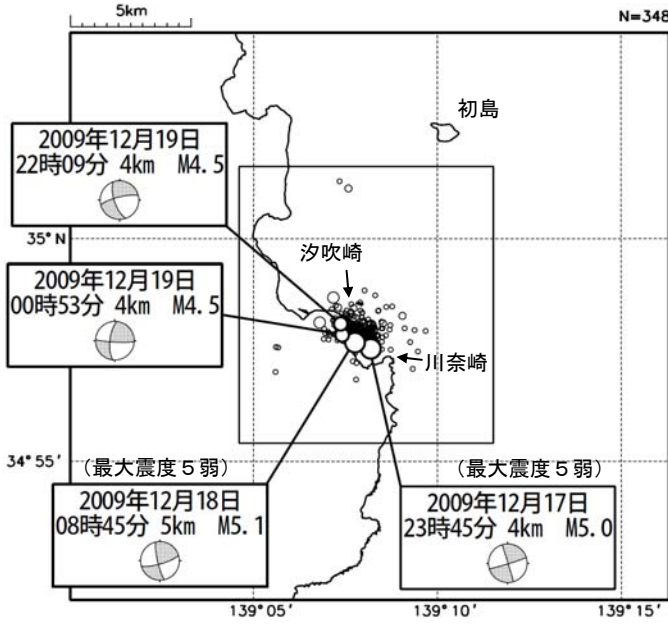 5km
N=348
初島
2009年12月19日
22時09分 4km M4.5
35°N
汐吹崎
2009年12月19日
00時53分 4km M4.5
川奈崎
34°55′
(最大震度5弱)
2009年12月18日
08時45分 5km M5.1
(最大震度5弱)
2009年12月17日
23時45分 4km M5.0
139°05′
139°10′
139°15′